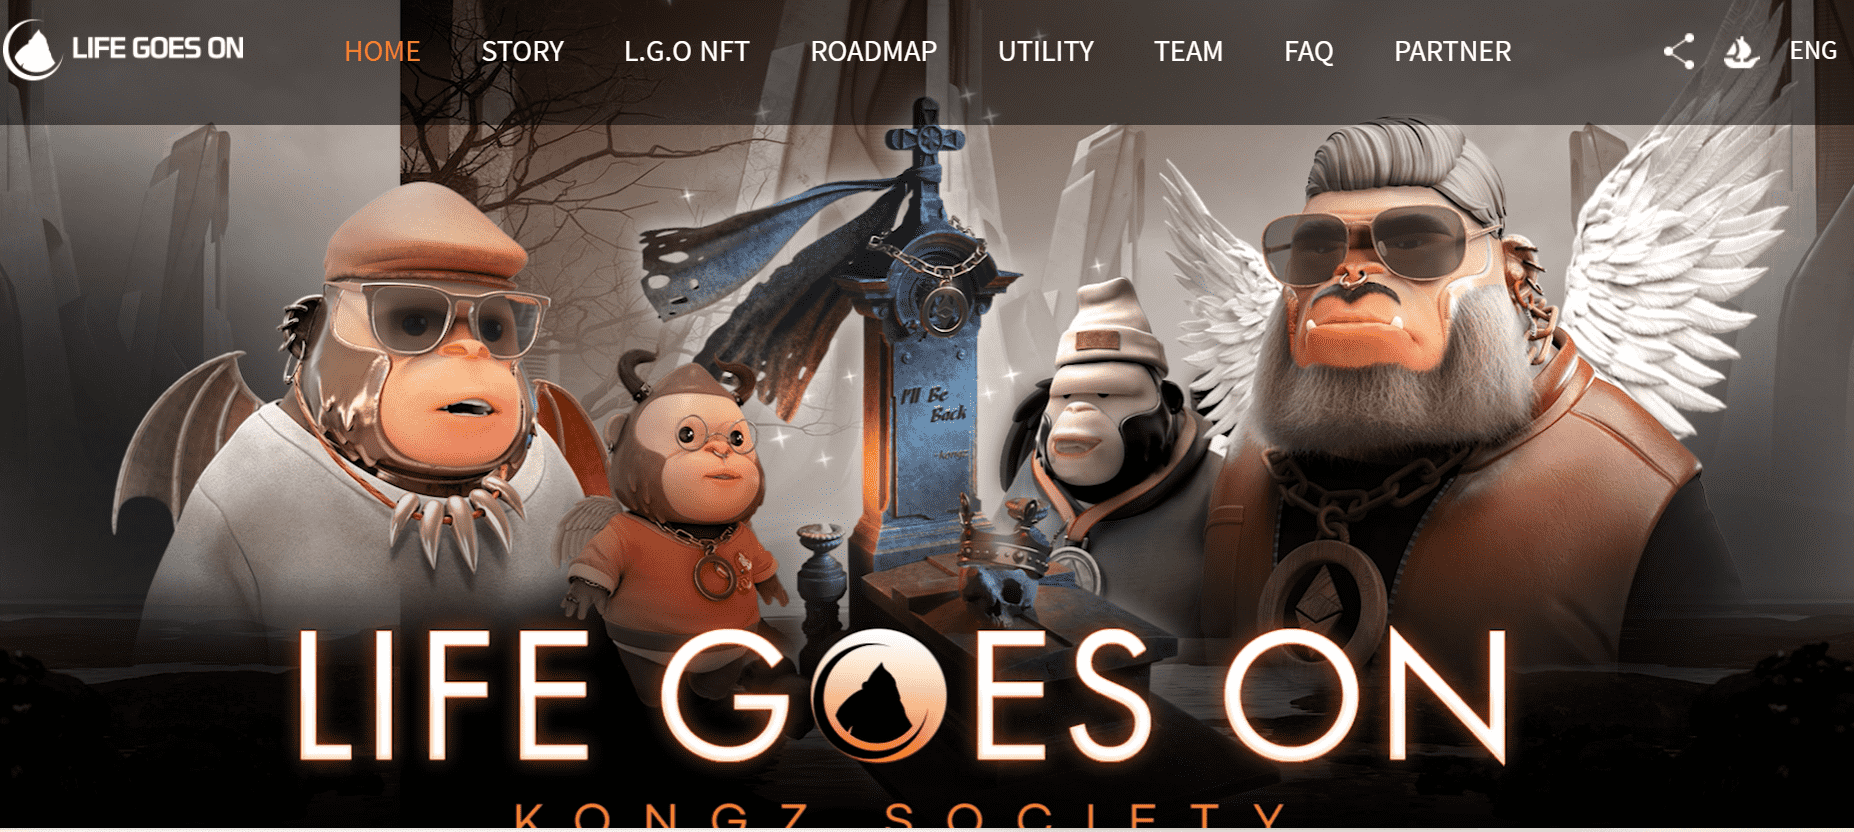 LIFE GOES ON
HOME STORY L.G.O NFT ROADMAP UTILITY TEAM FAQ PARTNER ENG
I'll Be
Back
-kongz
LIFE GOES ON
KONGZ SOCIETY